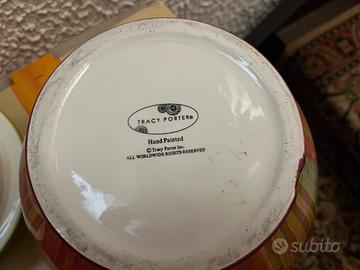 TRACY PORTER®
Hand Painted
© Tracy Porter Inc.
ALL WORLDWIDE RIGHTS RESERVED
subito